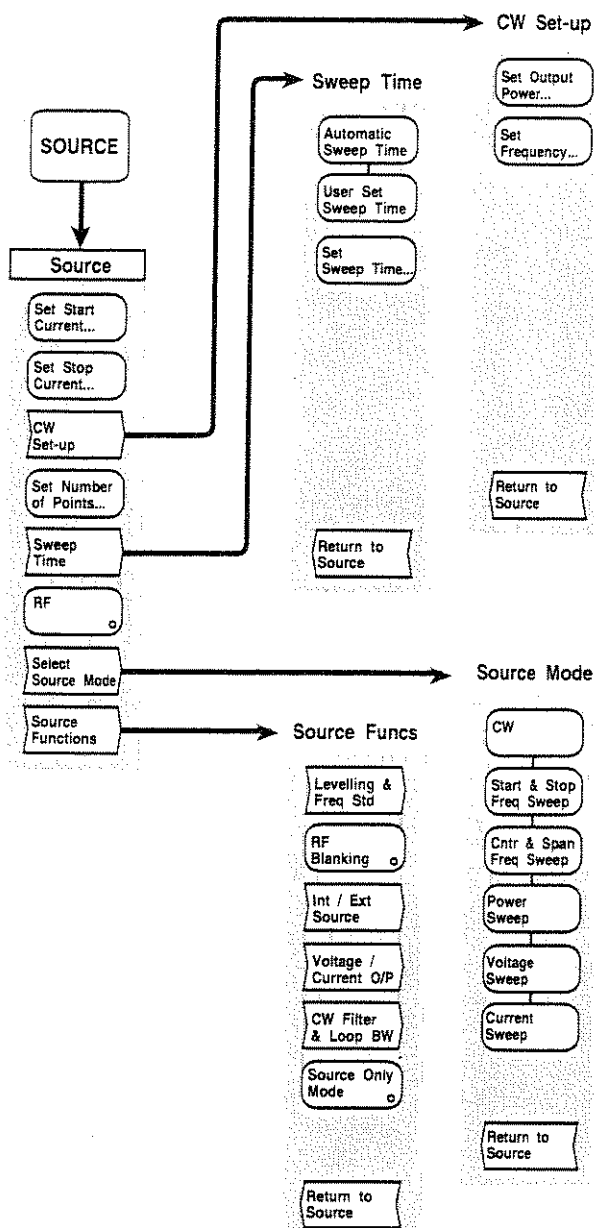 SOURCE
Source
Set Start
Current...
Set Stop
Current...
CW
Set-up
Set Number
of Points...
Sweep
Time
RF
Select
Source Mode
Source
Functions
Sweep Time
Automatic
Sweep Time
User Set
Sweep Time
Set
Sweep Time...
Return to
Source
CW Set-up
Set Output
Power...
Set
Frequency...
Return to
Source
Source Funcs
Levelling &
Freq Std
RF
Blanking
Int / Ext
Source
Voltage /
Current O/P
CW Filter
& Loop BW
Source Only
Mode
Return to
Source
Source Mode
CW
Start & Stop
Freq Sweep
Cntr & Span
Freq Sweep
Power
Sweep
Voltage
Sweep
Current
Sweep
Return to
Source